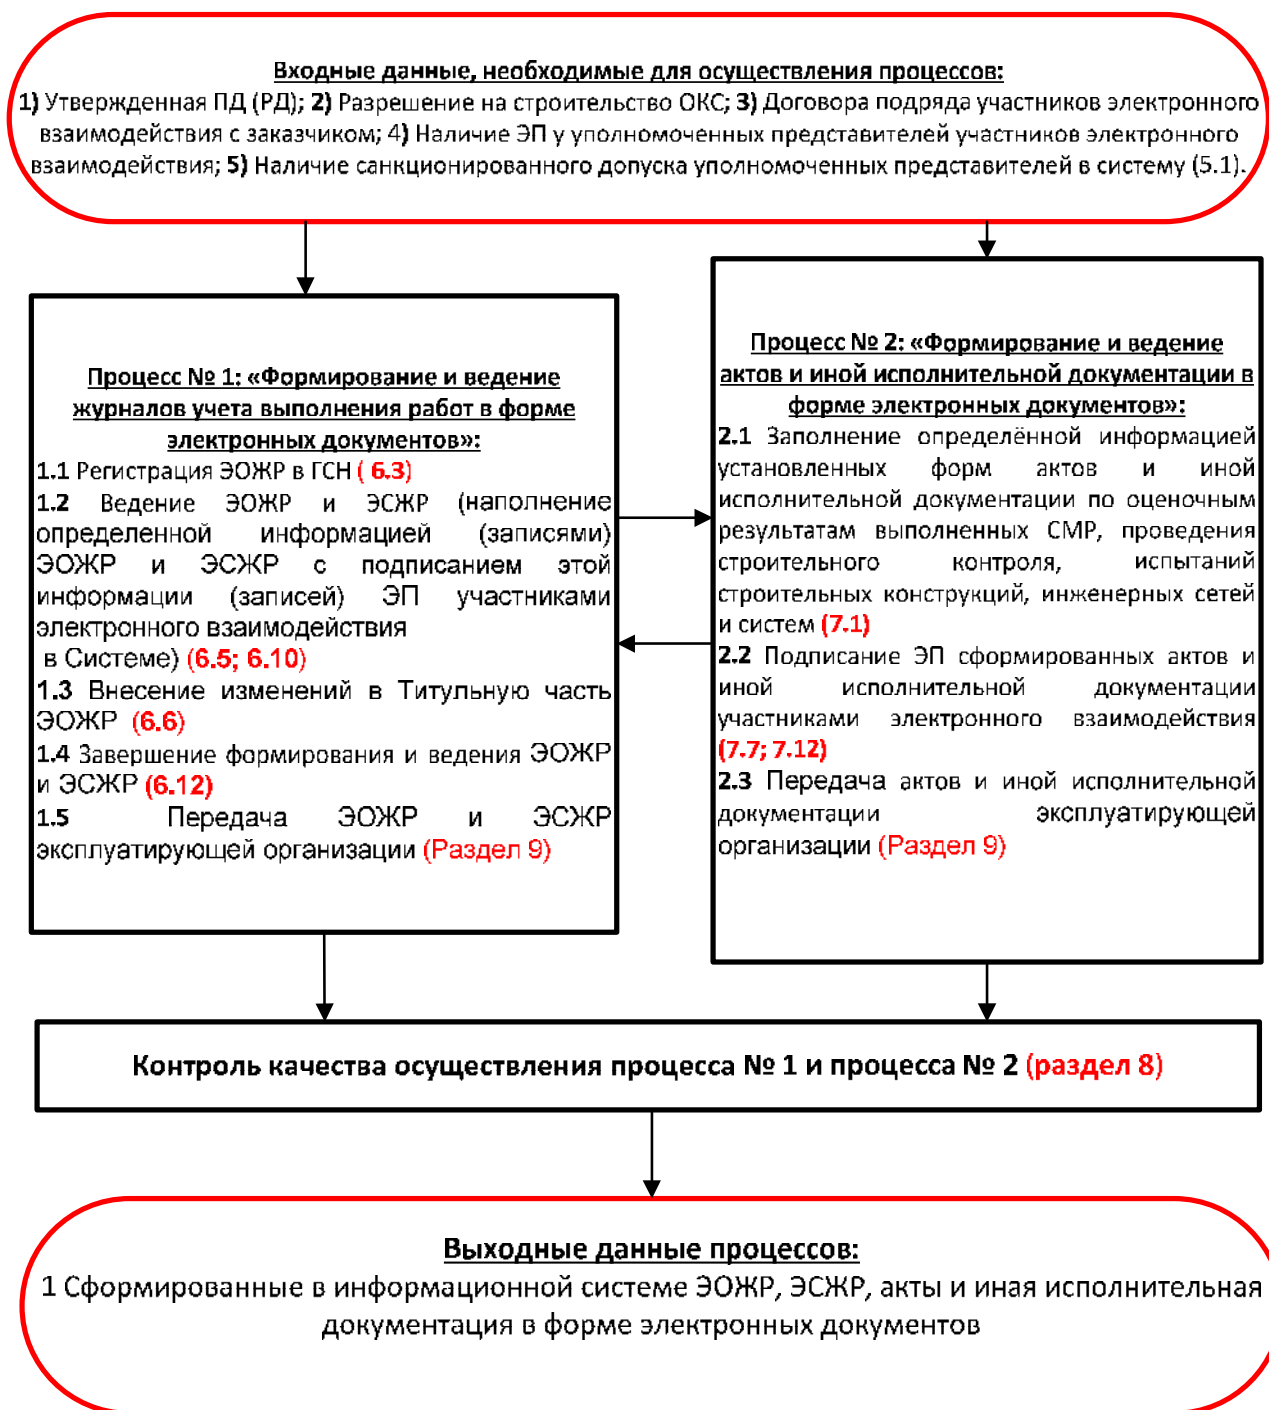 Входные данные, необходимые для осуществления процессов:
1) Утвержденная ПД (РД); 2) Разрешение на строительство ОКС; 3) Договора подряда участников электронного
взаимодействия с заказчиком; 4) Наличие ЭП у уполномоченных представителей участников электронного
взаимодействия; 5) Наличие санкционированного допуска уполномоченных представителей в систему (5.1).
Процесс № 1: «Формирование и ведение
журналов учета выполнения работ в форме
электронных документов»:
1.1 Регистрация ЭОЖР в ГСН ( 6.3)
1.2 Ведение ЭОЖР и ЭСЖР (наполнение
определенной информацией (записями)
ЭОЖР и ЭСЖР с подписанием этой
информации (записей) ЭП участниками
электронного взаимодействия
в Системе) (6.5; 6.10)
1.3 Внесение изменений в Титульную часть
ЭОЖР (6.6)
1.4 Завершение формирования и ведения ЭОЖР
и ЭСЖР (6.12)
1.5 Передача ЭОЖР и ЭСЖР
эксплуатирующей организации (Раздел 9)
Процесс № 2: «Формирование и ведение
актов и иной исполнительной документации в
форме электронных документов»:
2.1 Заполнение определённой информацией
установленных форм актов и иной
исполнительной документации по оценочным
результатам выполненных СМР, проведения
строительного контроля, испытаний
строительных конструкций, инженерных сетей
и систем (7.1)
2.2 Подписание ЭП сформированных актов и
иной исполнительной документации
участниками электронного взаимодействия
(7.7; 7.12)
2.3 Передача актов и иной исполнительной
документации эксплуатирующей
организации (Раздел 9)
Контроль качества осуществления процесса № 1 и процесса № 2 (раздел 8)
Выходные данные процессов:
1 Сформированные в информационной системе ЭОЖР, ЭСЖР, акты и иная исполнительная
документация в форме электронных документов